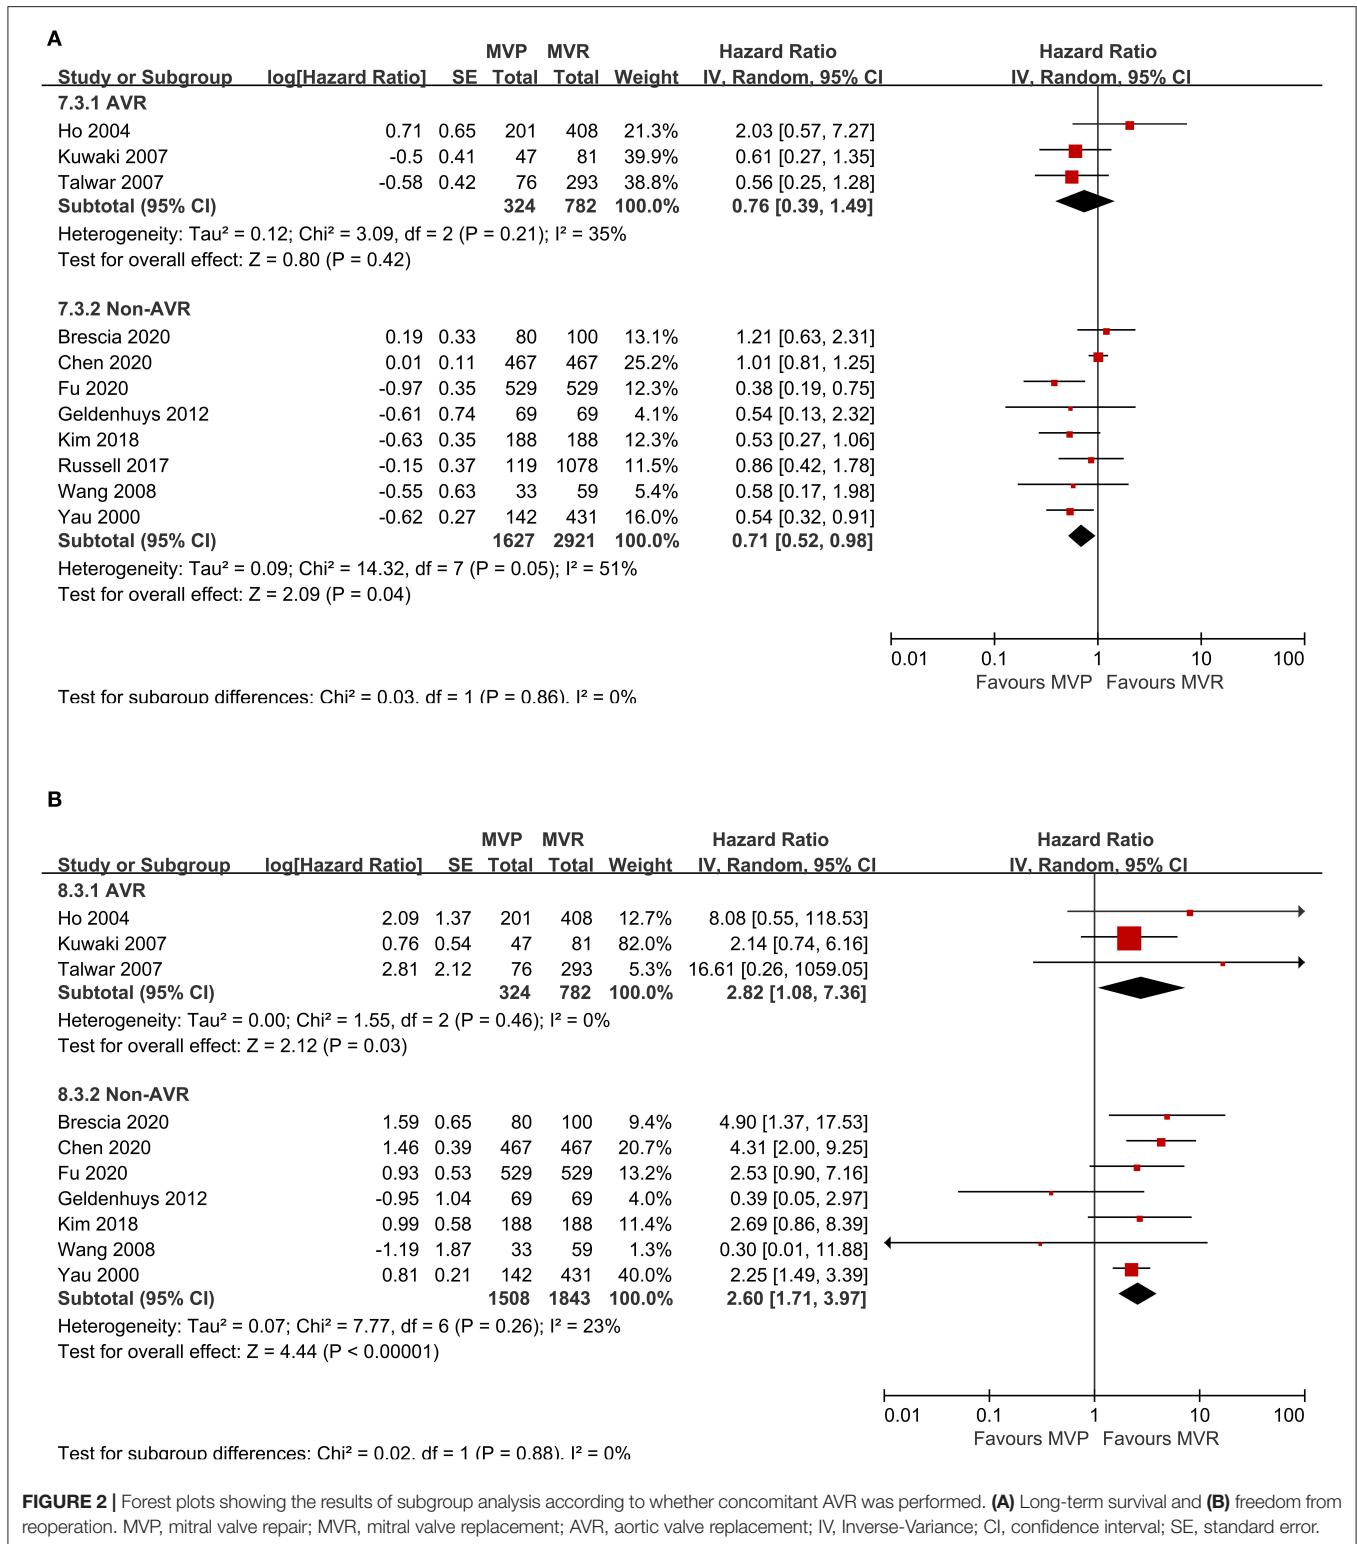 A
MVP MVR Hazard Ratio Hazard Ratio
Study or Subgroup log[Hazard Ratio] SE Total Total Weight IV, Random, 95% CI IV, Random, 95% CI
7.3.1 AVR
Ho 2004 0.71 0.65 201 408 21.3% 2.03 [0.57, 7.27]
Kuwaki 2007 -0.5 0.41 47 81 39.9% 0.61 [0.27, 1.35]
Talwar 2007 -0.58 0.42 76 293 38.8% 0.56 [0.25, 1.28]
Subtotal (95% CI) 324 782 100.0% 0.76 [0.39, 1.49]
Heterogeneity: Tau² = 0.12; Chi² = 3.09, df = 2 (P = 0.21); I² = 35%
Test for overall effect: Z = 0.80 (P = 0.42)
7.3.2 Non-AVR
Brescia 2020 0.19 0.33 80 100 13.1% 1.21 [0.63, 2.31]
Chen 2020 0.01 0.11 467 467 25.2% 1.01 [0.81, 1.25]
Fu 2020 -0.97 0.35 529 529 12.3% 0.38 [0.19, 0.75]
Geldenhuys 2012 -0.61 0.74 69 69 4.1% 0.54 [0.13, 2.32]
Kim 2018 -0.63 0.35 188 188 12.3% 0.53 [0.27, 1.06]
Russell 2017 -0.15 0.37 119 1078 11.5% 0.86 [0.42, 1.78]
Wang 2008 -0.55 0.63 33 59 5.4% 0.58 [0.17, 1.98]
Yau 2000 -0.62 0.27 142 431 16.0% 0.54 [0.32, 0.91]
Subtotal (95% CI) 1627 2921 100.0% 0.71 [0.52, 0.98]
Heterogeneity: Tau² = 0.09; Chi² = 14.32, df = 7 (P = 0.05); I² = 51%
Test for overall effect: Z = 2.09 (P = 0.04)
0.01 0.1 1 10 100
Favours MVP Favours MVR
Test for subgroup differences: Chi² = 0.03, df = 1 (P = 0.86), I² = 0%
B
MVP MVR Hazard Ratio Hazard Ratio
Study or Subgroup log[Hazard Ratio] SE Total Total Weight IV, Random, 95% CI IV, Random, 95% CI
8.3.1 AVR
Ho 2004 2.09 1.37 201 408 12.7% 8.08 [0.55, 118.53]
Kuwaki 2007 0.76 0.54 47 81 82.0% 2.14 [0.74, 6.16]
Talwar 2007 2.81 2.12 76 293 5.3% 16.61 [0.26, 1059.05]
Subtotal (95% CI) 324 782 100.0% 2.82 [1.08, 7.36]
Heterogeneity: Tau² = 0.00; Chi² = 1.55, df = 2 (P = 0.46); I² = 0%
Test for overall effect: Z = 2.12 (P = 0.03)
8.3.2 Non-AVR
Brescia 2020 1.59 0.65 80 100 9.4% 4.90 [1.37, 17.53]
Chen 2020 1.46 0.39 467 467 20.7% 4.31 [2.00, 9.25]
Fu 2020 0.93 0.53 529 529 13.2% 2.53 [0.90, 7.16]
Geldenhuys 2012 -0.95 1.04 69 69 4.0% 0.39 [0.05, 2.97]
Kim 2018 0.99 0.58 188 188 11.4% 2.69 [0.86, 8.39]
Wang 2008 -1.19 1.87 33 59 1.3% 0.30 [0.01, 11.88]
Yau 2000 0.81 0.21 142 431 40.0% 2.25 [1.49, 3.39]
Subtotal (95% CI) 1508 1843 100.0% 2.60 [1.71, 3.97]
Heterogeneity: Tau² = 0.07; Chi² = 7.77, df = 6 (P = 0.26); I² = 23%
Test for overall effect: Z = 4.44 (P < 0.00001)
0.01 0.1 1 10 100
Favours MVP Favours MVR
Test for subgroup differences: Chi² = 0.02, df = 1 (P = 0.88), I² = 0%
FIGURE 2 | Forest plots showing the results of subgroup analysis according to whether concomitant AVR was performed. (A) Long-term survival and (B) freedom from
reoperation. MVP, mitral valve repair; MVR, mitral valve replacement; AVR, aortic valve replacement; IV, Inverse-Variance; CI, confidence interval; SE, standard error.